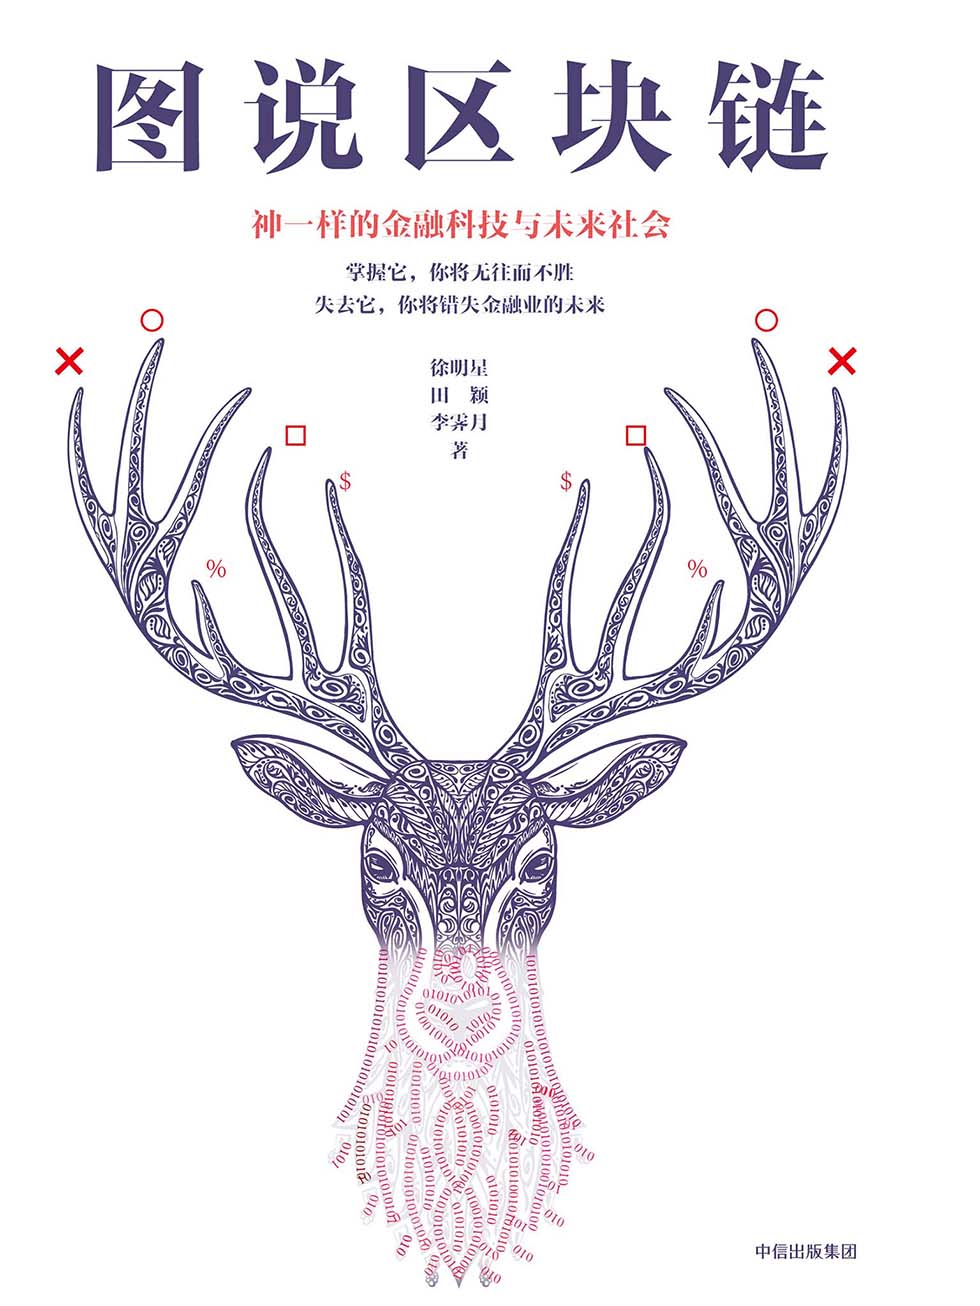 图说区块链
神一样的金融科技与未来社会
掌握它，你将无往而不胜
失去它，你将错失金融业的未来
徐明星
田 颖
李霁月
著
$ $
% %
中信出版集团